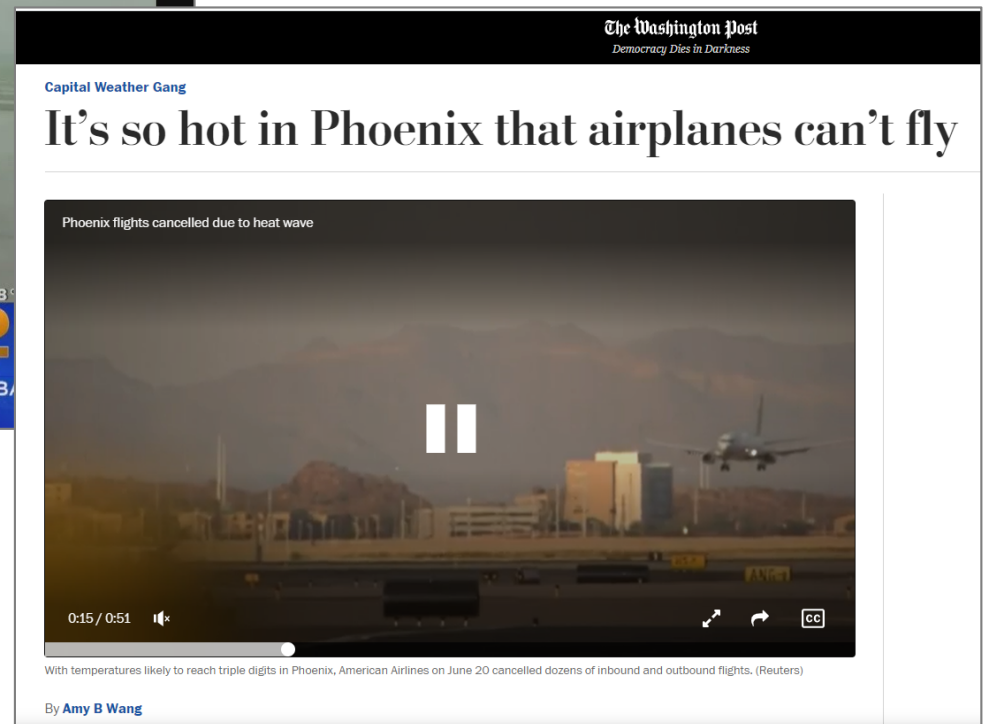 The Washington Post
Democracy Dies in Darkness
Capital Weather Gang
It's so hot in Phoenix that airplanes can't fly
Phoenix flights cancelled due to heat wave
0:15 / 0:51
CC
With temperatures likely to reach triple digits in Phoenix, American Airlines on June 20 cancelled dozens of inbound and outbound flights. (Reuters)
By Amy B Wang